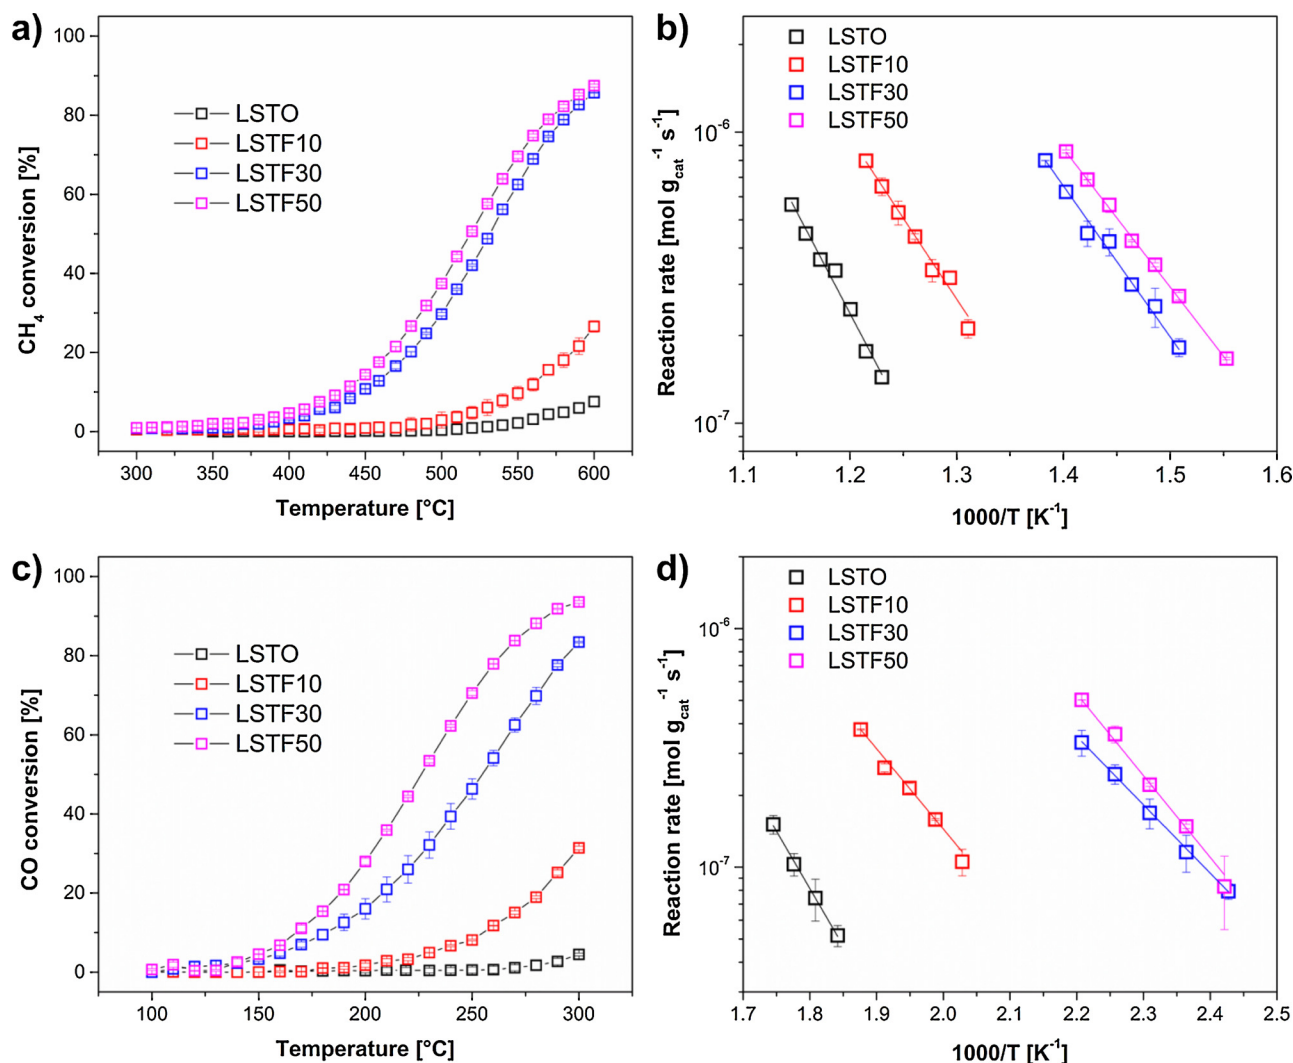 a)
100
80
60
40
20
0
CH4 conversion [%]
LSTO
LSTF10
LSTF30
LSTF50
300 350 400 450 500 550 600
Temperature [°C]
b)
LSTO
LSTF10
LSTF30
LSTF50
10-6
10-7
Reaction rate [mol gcat-1 s-1]
1.1 1.2 1.3 1.4 1.5 1.6
1000/T [K-1]
c)
100
80
60
40
20
0
CO conversion [%]
LSTO
LSTF10
LSTF30
LSTF50
100 150 200 250 300
Temperature [°C]
d)
LSTO
LSTF10
LSTF30
LSTF50
10-6
10-7
Reaction rate [mol gcat-1 s-1]
1.7 1.8 1.9 2.0 2.1 2.2 2.3 2.4 2.5
1000/T [K-1]